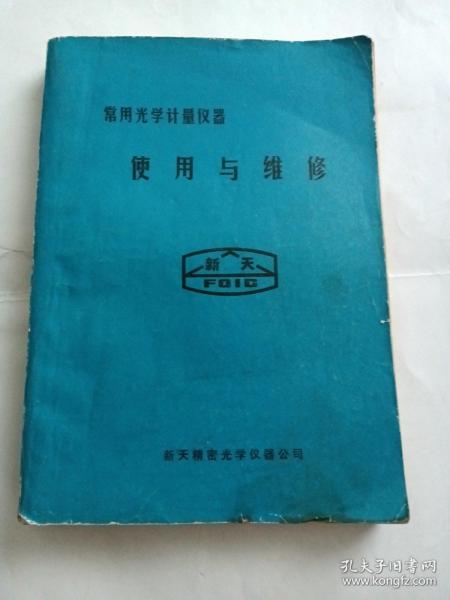 常用光学计量仪器
使用与维修
新天
FOIC
新天精密光学仪器公司
孔夫子旧书网
www.kongfz.com